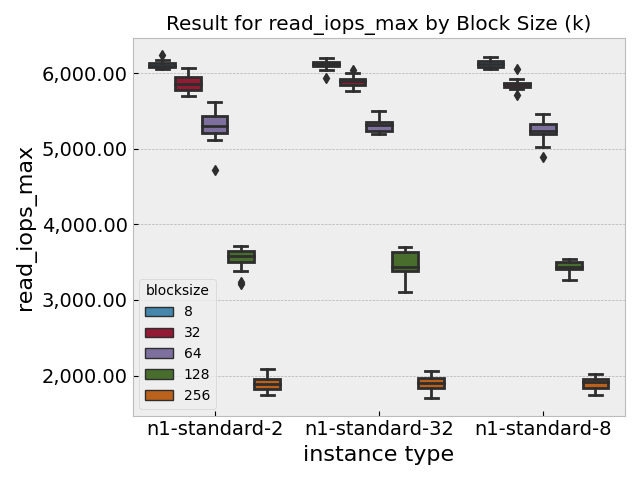 Result for read_iops_max by Block Size (k)
read_iops_max
6,000.00
5,000.00
4,000.00
3,000.00
2,000.00
blocksize
8
32
64
128
256
n1-standard-2
n1-standard-32
n1-standard-8
instance type